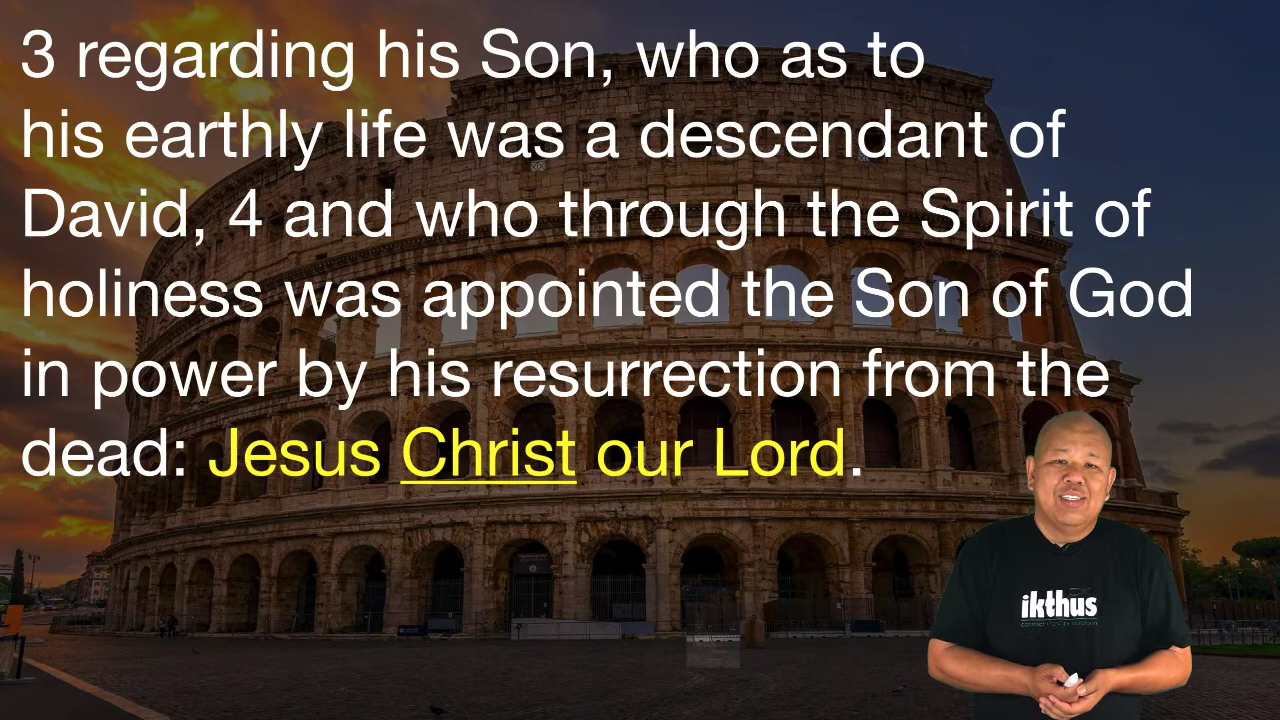 3 regarding his Son, who as to
his earthly life was a descendant of
David, 4 and who through the Spirit of
holiness was appointed the Son of God
in power by his resurrection from the
dead: Jesus Christ our Lord.
ikthus